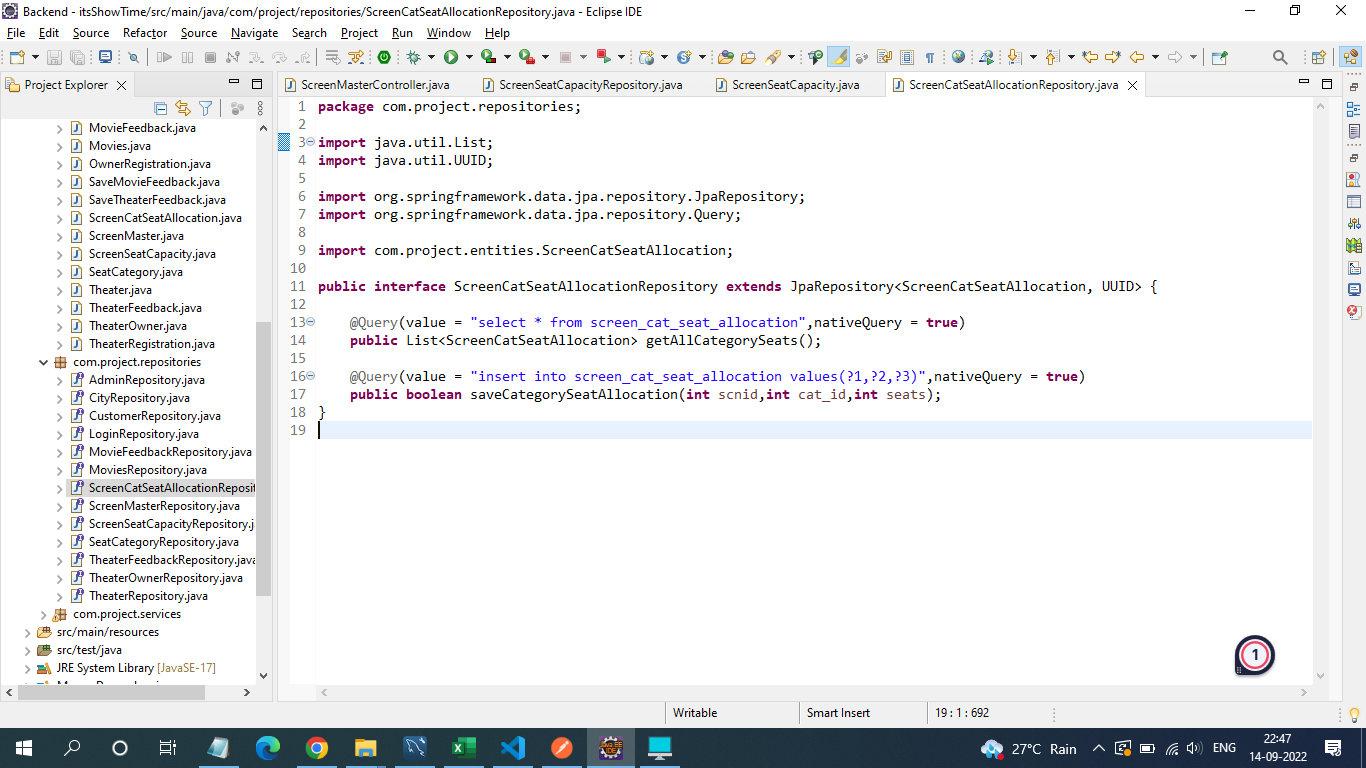 Backend - itsShowTime/src/main/java/com/project/repositories/ScreenCatSeatAllocationRepository.java - Eclipse IDE
File Edit Source Refactor Source Navigate Search Project Run Window Help
Project Explorer
ScreenMasterController.java ScreenSeatCapacityRepository.java ScreenSeatCapacity.java ScreenCatSeatAllocationRepository.java
MovieFeedback.java
Movies.java
OwnerRegistration.java
SaveMovieFeedback.java
SaveTheaterFeedback.java
ScreenCatSeatAllocation.java
ScreenMaster.java
ScreenSeatCapacity.java
SeatCategory.java
Theater.java
TheaterFeedback.java
TheaterOwner.java
TheaterRegistration.java
com.project.repositories
AdminRepository.java
CityRepository.java
CustomerRepository.java
LoginRepository.java
MovieFeedbackRepository.java
MoviesRepository.java
ScreenCatSeatAllocationReposit
ScreenMasterRepository.java
ScreenSeatCapacityRepository.j
SeatCategoryRepository.java
TheaterFeedbackRepository.java
TheaterOwnerRepository.java
TheaterRepository.java
com.project.services
src/main/resources
src/test/java
JRE System Library [JavaSE-17]
1 package com.project.repositories;
2
3 import java.util.List;
4 import java.util.UUID;
5
6 import org.springframework.data.jpa.repository.JpaRepository;
7 import org.springframework.data.jpa.repository.Query;
8
9 import com.project.entities.ScreenCatSeatAllocation;
10
11 public interface ScreenCatSeatAllocationRepository extends JpaRepository<ScreenCatSeatAllocation, UUID> {
12
13 @Query(value = "select * from screen_cat_seat_allocation",nativeQuery = true)
14 public List<ScreenCatSeatAllocation> getAllCategorySeats();
15
16 @Query(value = "insert into screen_cat_seat_allocation values(?1,?2,?3)",nativeQuery = true)
17 public boolean saveCategorySeatAllocation(int scnid,int cat_id,int seats);
18 }
19
1
Writable Smart Insert 19 : 1 : 692
27°C Rain ENG 22:47
14-09-2022